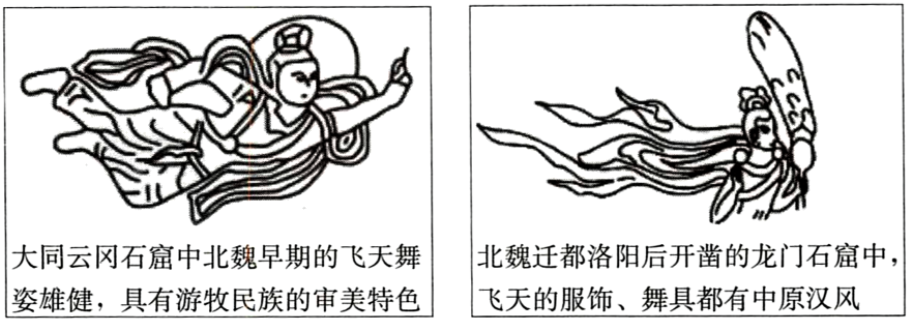 大同云冈石窟中北魏早期的飞天舞
姿雄健，具有游牧民族的审美特色
北魏迁都洛阳后开凿的龙门石窟中，
飞天的服饰、舞具都有中原汉风